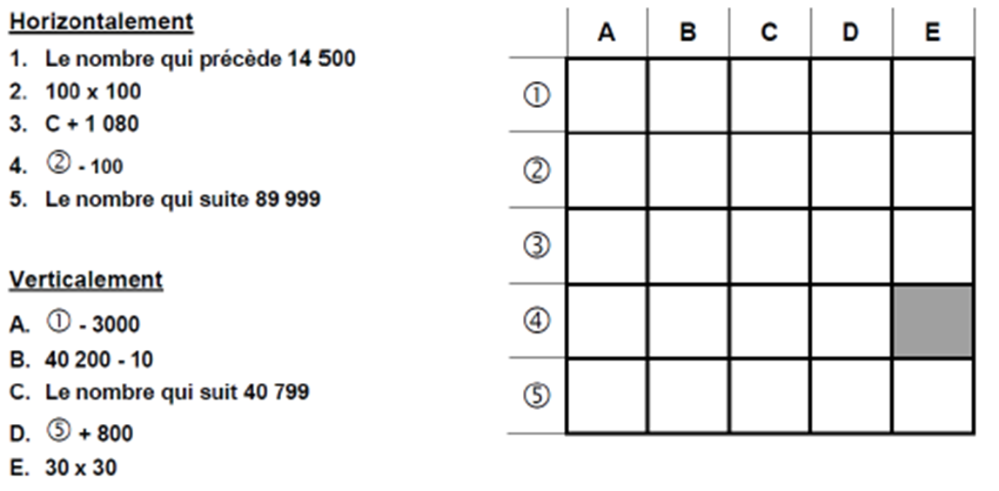 Horizontalement
1. Le nombre qui précède 14 500
2. 100 x 100
3. C + 1 080
4. ② - 100
5. Le nombre qui suite 89 999
Verticalement
A. ① - 3000
B. 40 200 - 10
C. Le nombre qui suit 40 799
D. ⑤ + 800
E. 30 x 30
A B C D E
①
②
③
④
⑤